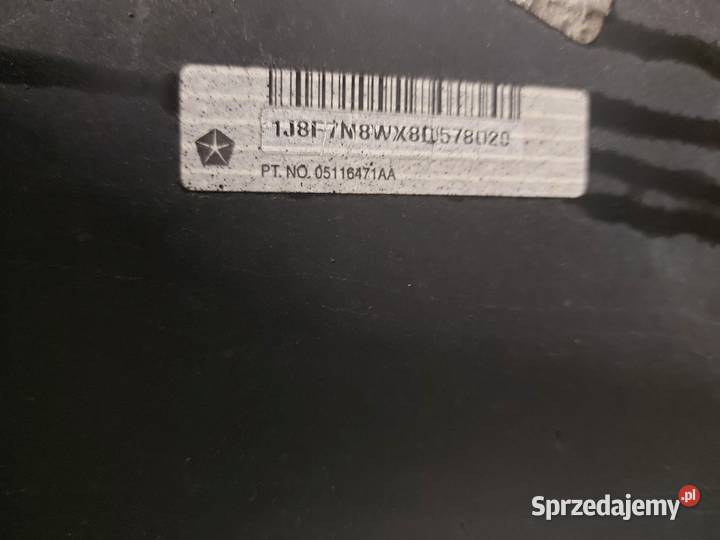 1J8F7N8WX8D578029
PT. NO. 05116471AA
Sprzedajemy.pl